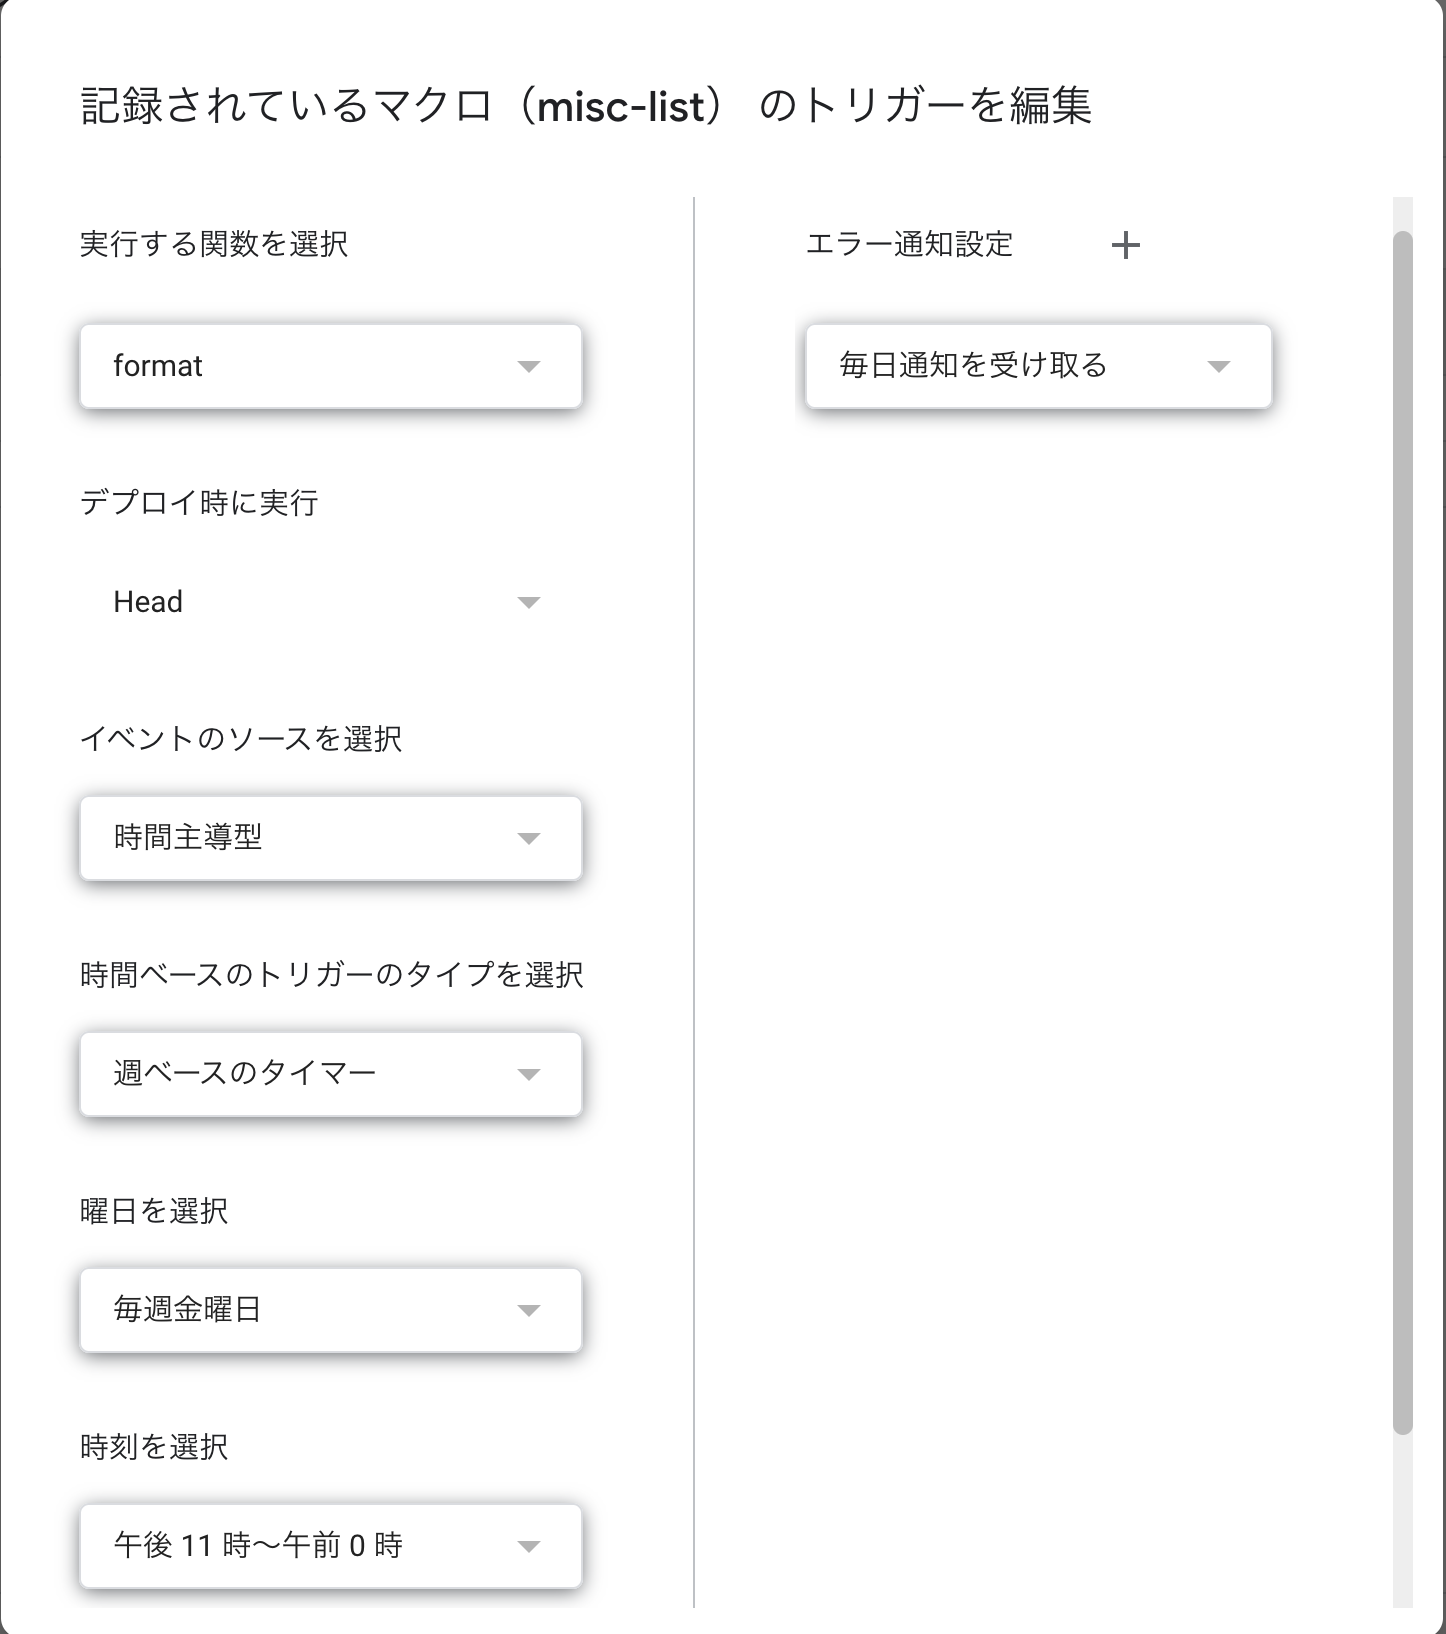 記録されているマクロ（misc-list） のトリガーを編集
実行する関数を選択
format
デプロイ時に実行
Head
イベントのソースを選択
時間主導型
時間ベースのトリガーのタイプを選択
週ベースのタイマー
曜日を選択
毎週金曜日
時刻を選択
午後 11 時～午前 0 時
エラー通知設定
毎日通知を受け取る